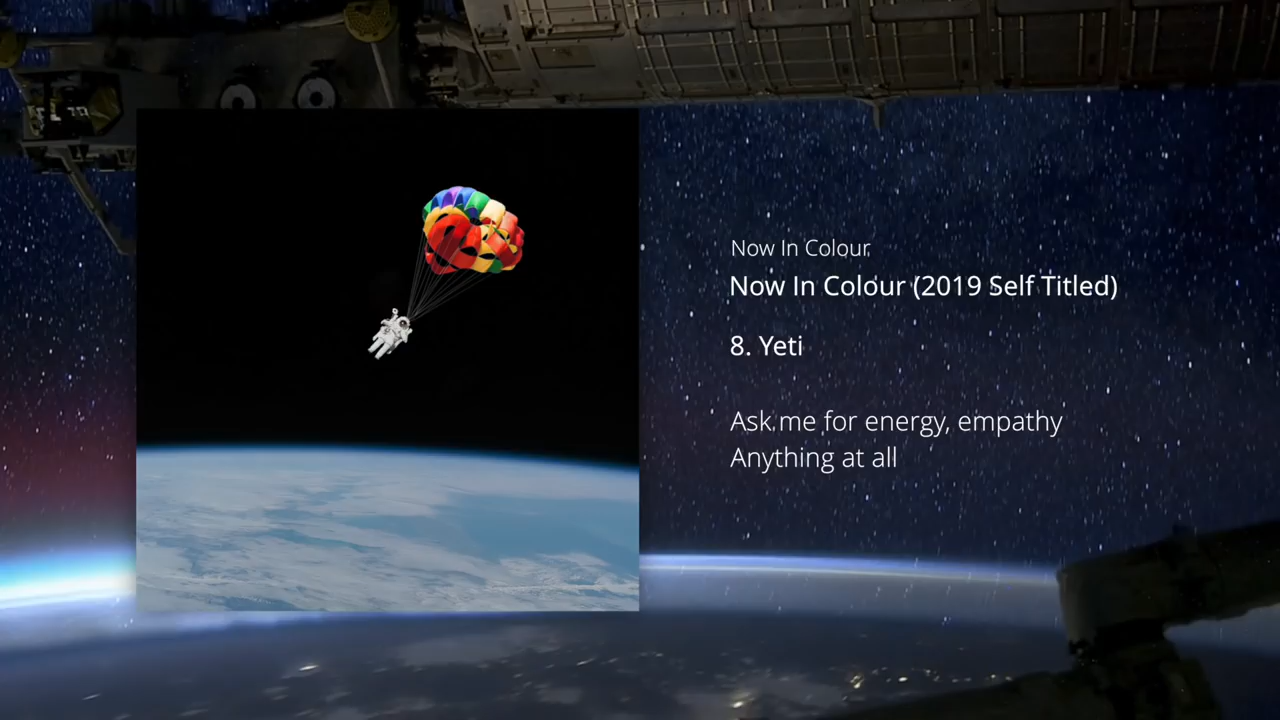 Now In Colour
Now In Colour (2019 Self Titled)
8. Yeti
Ask me for energy, empathy
Anything at all